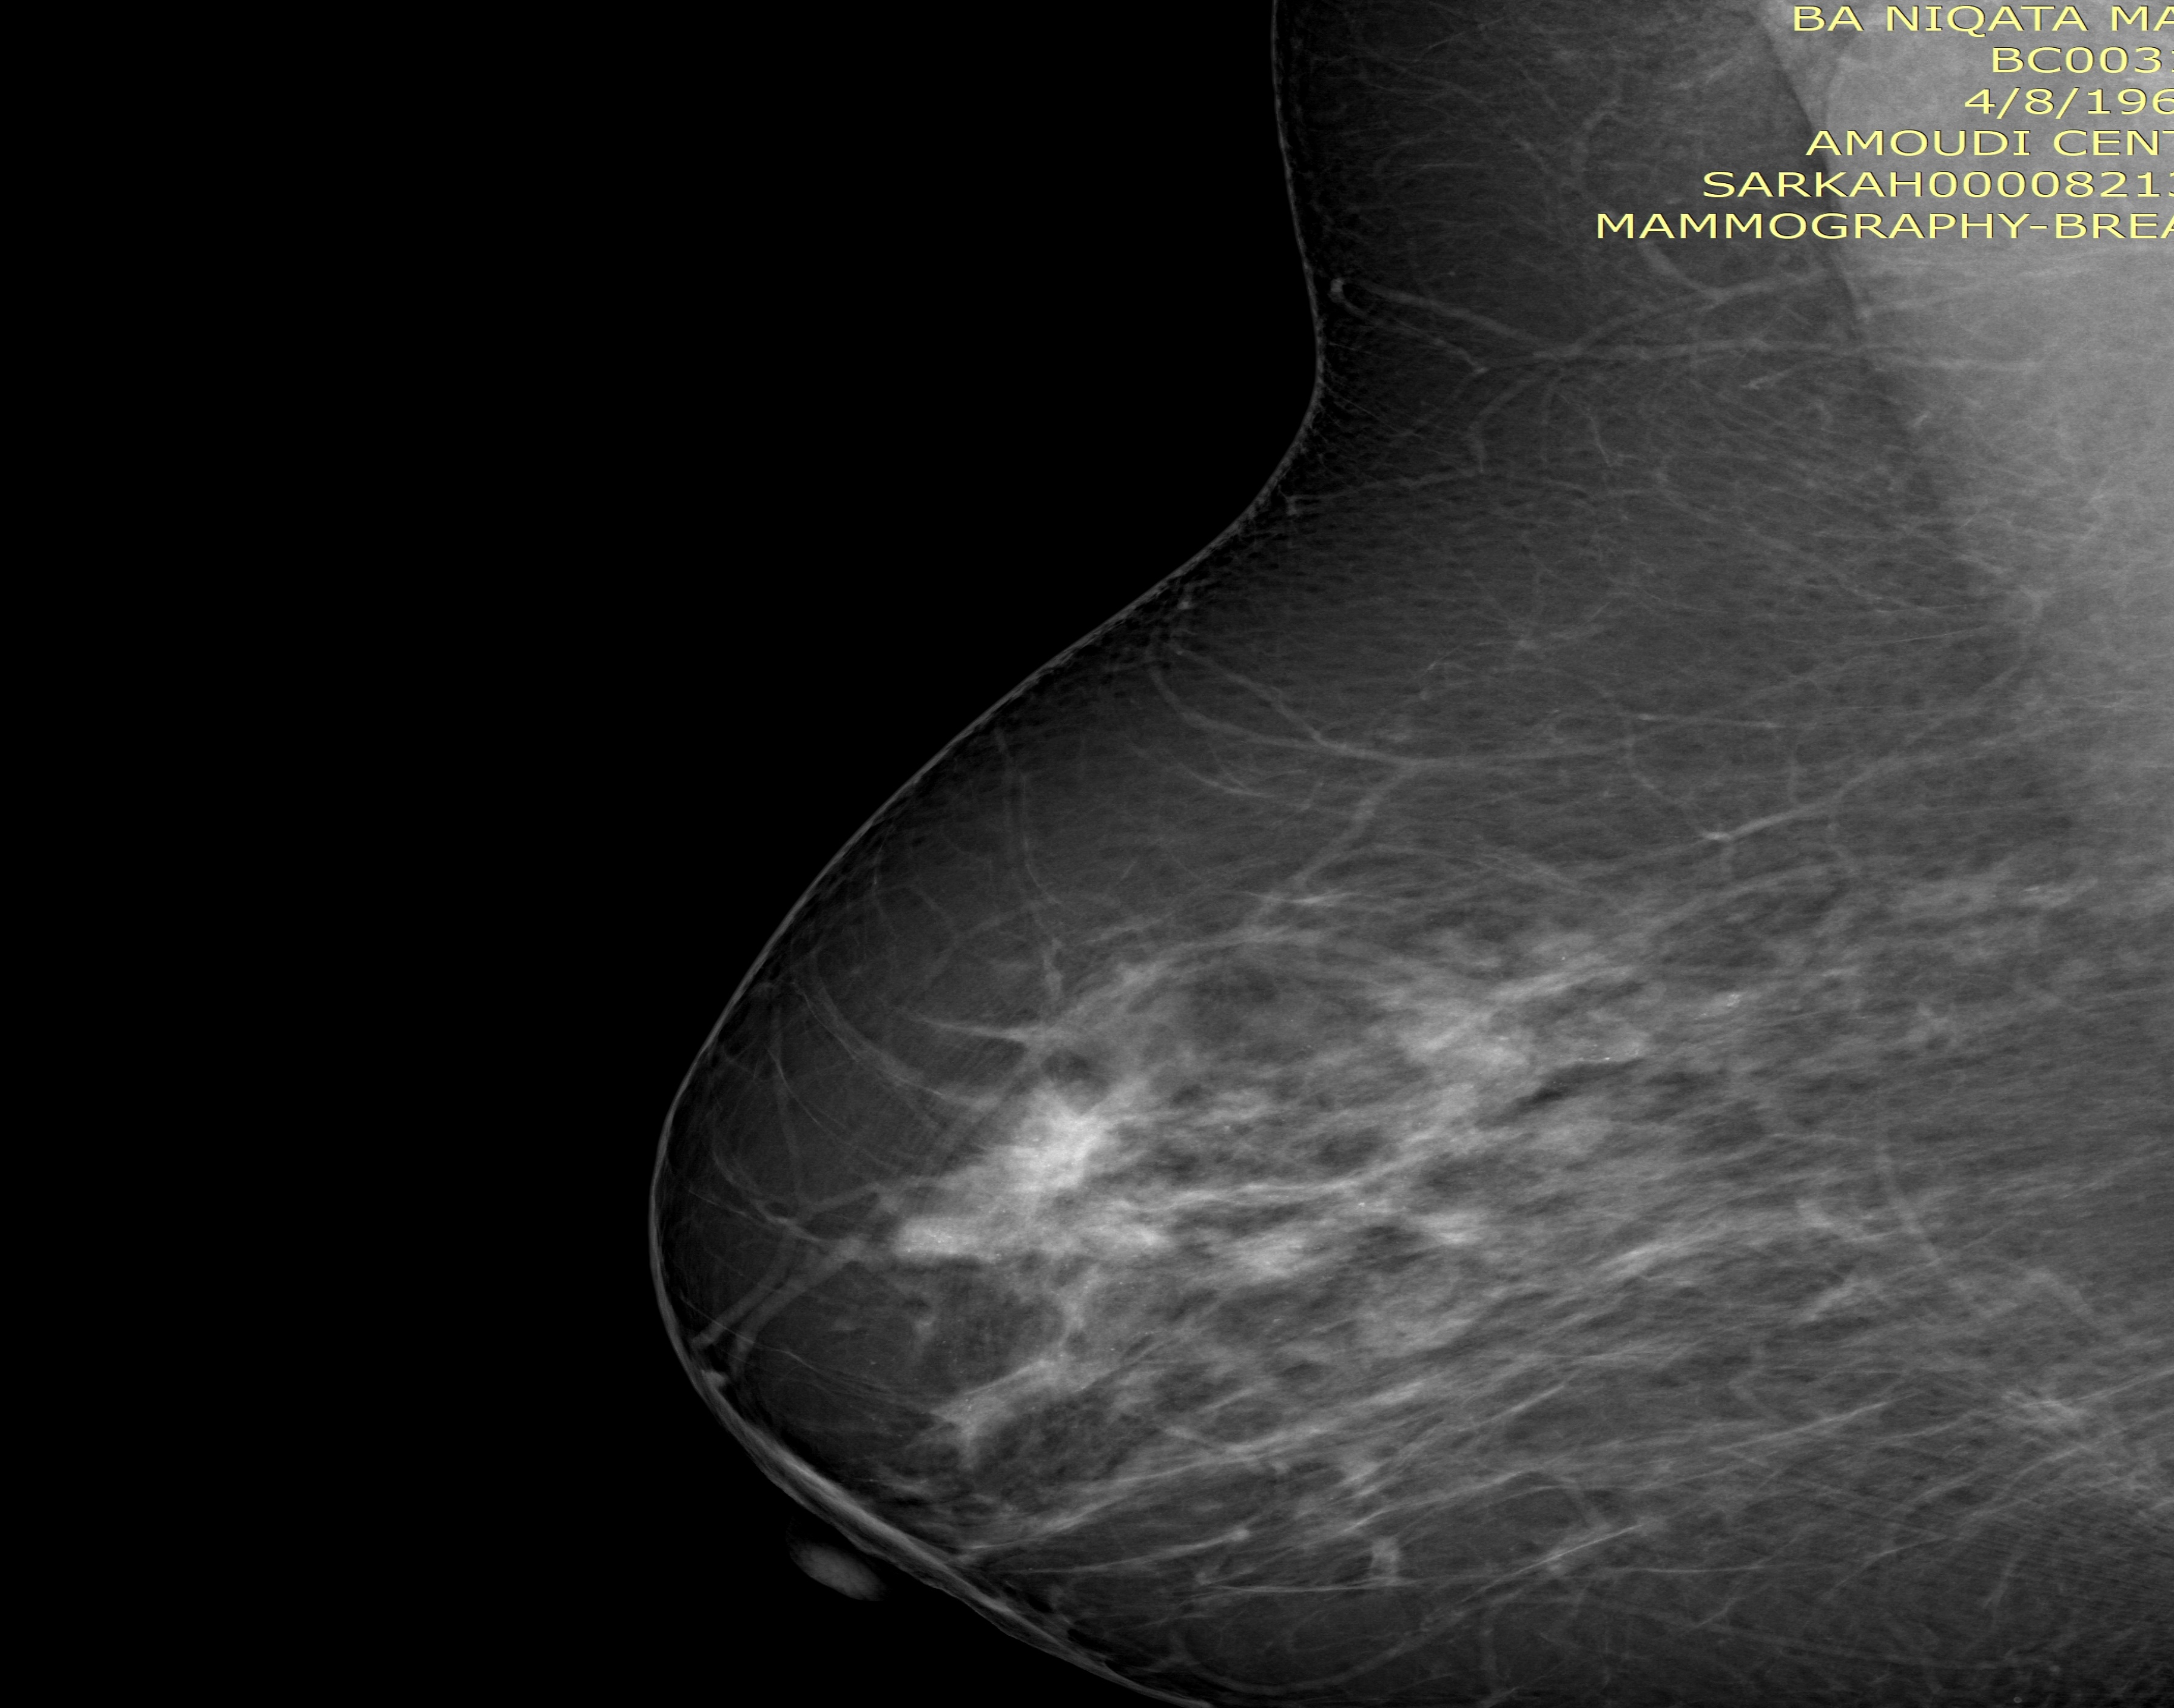 BA NIQATA MA
BC003
4/8/196
AMOUDI CENT
SARKAH0000821
MAMMOGRAPHY-BREA